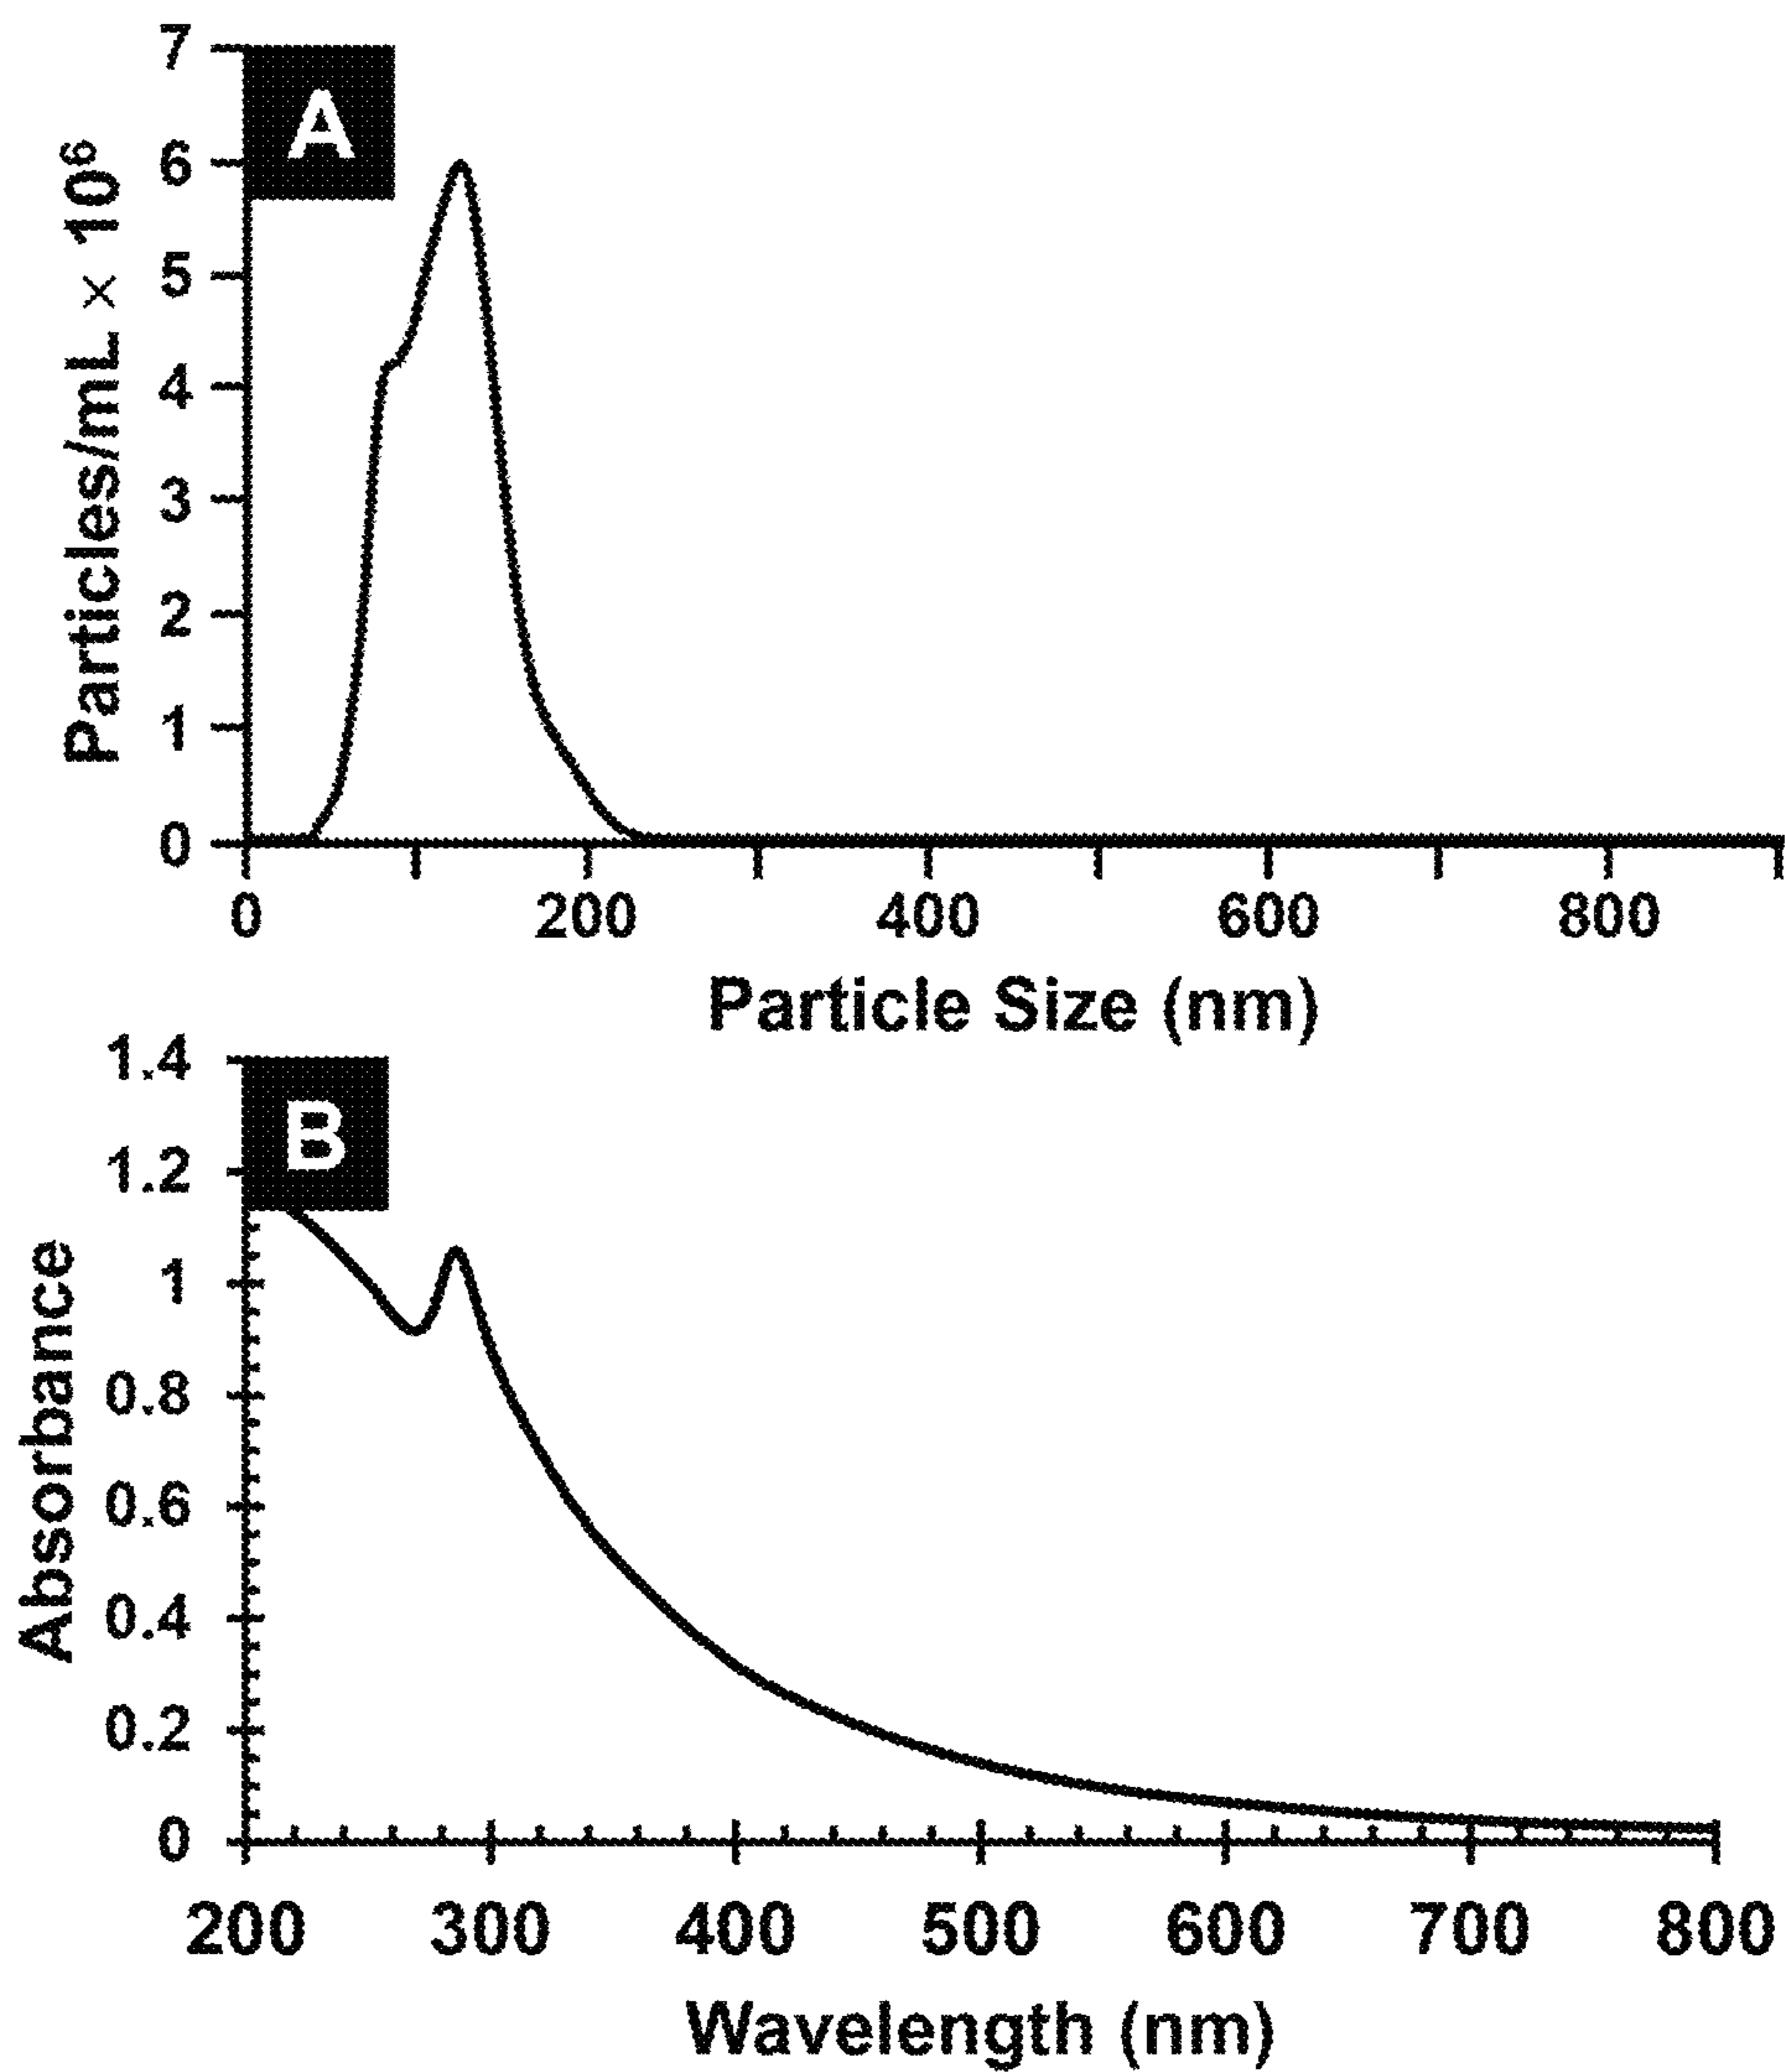 A
7
6
5
4
3
2
1
0
Particles/mL × 10⁶
0 200 400 600 800
Particle Size (nm)
B
1.4
1.2
1
0.8
0.6
0.4
0.2
0
Absorbance
200 300 400 500 600 700 800
Wavelength (nm)